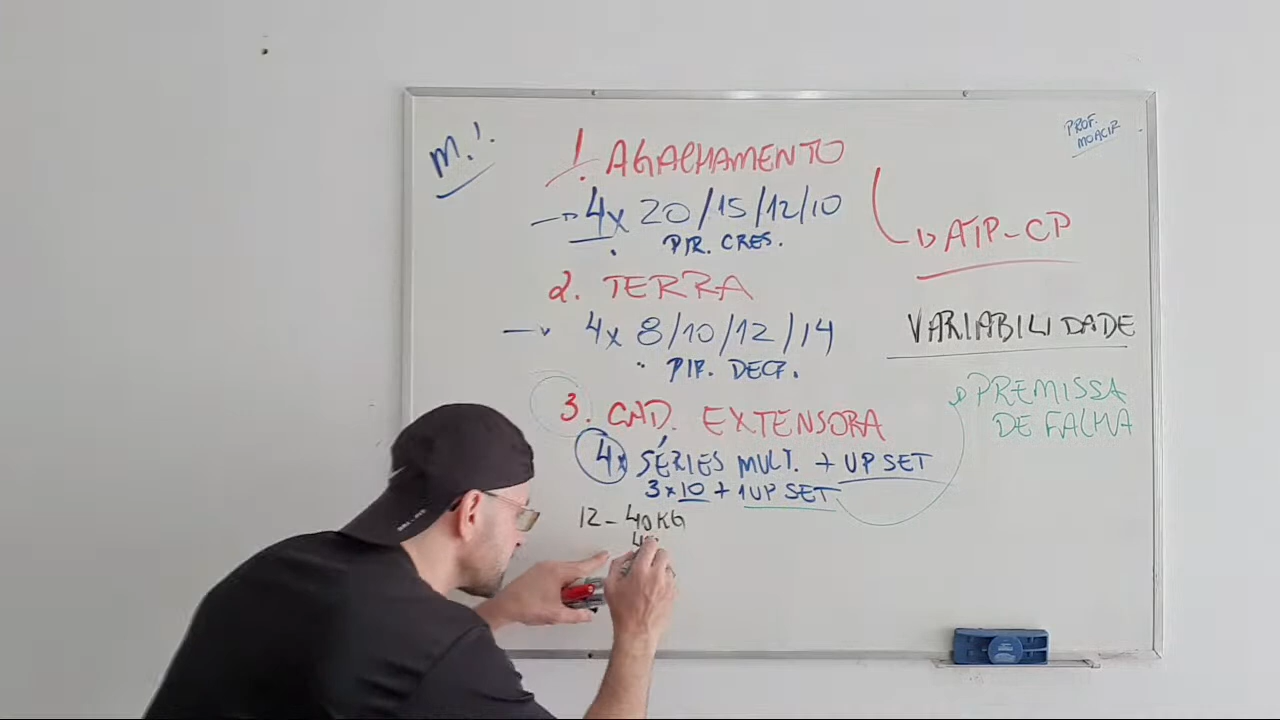 M.1.
PROF.
MOACIR
1. AGACHAMENTO
4x 20/15/12/10
PIR. CRES.
ATP-CP
2. TERRA
4x 8/10/12/14
PIR. DECR.
VARIABILIDADE
3. CAD. EXTENSORA
4x SÉRIES MULT. + UP SET
3x10 + 1UP SET
PREMISSA
DE FALHA
12 - 40KG